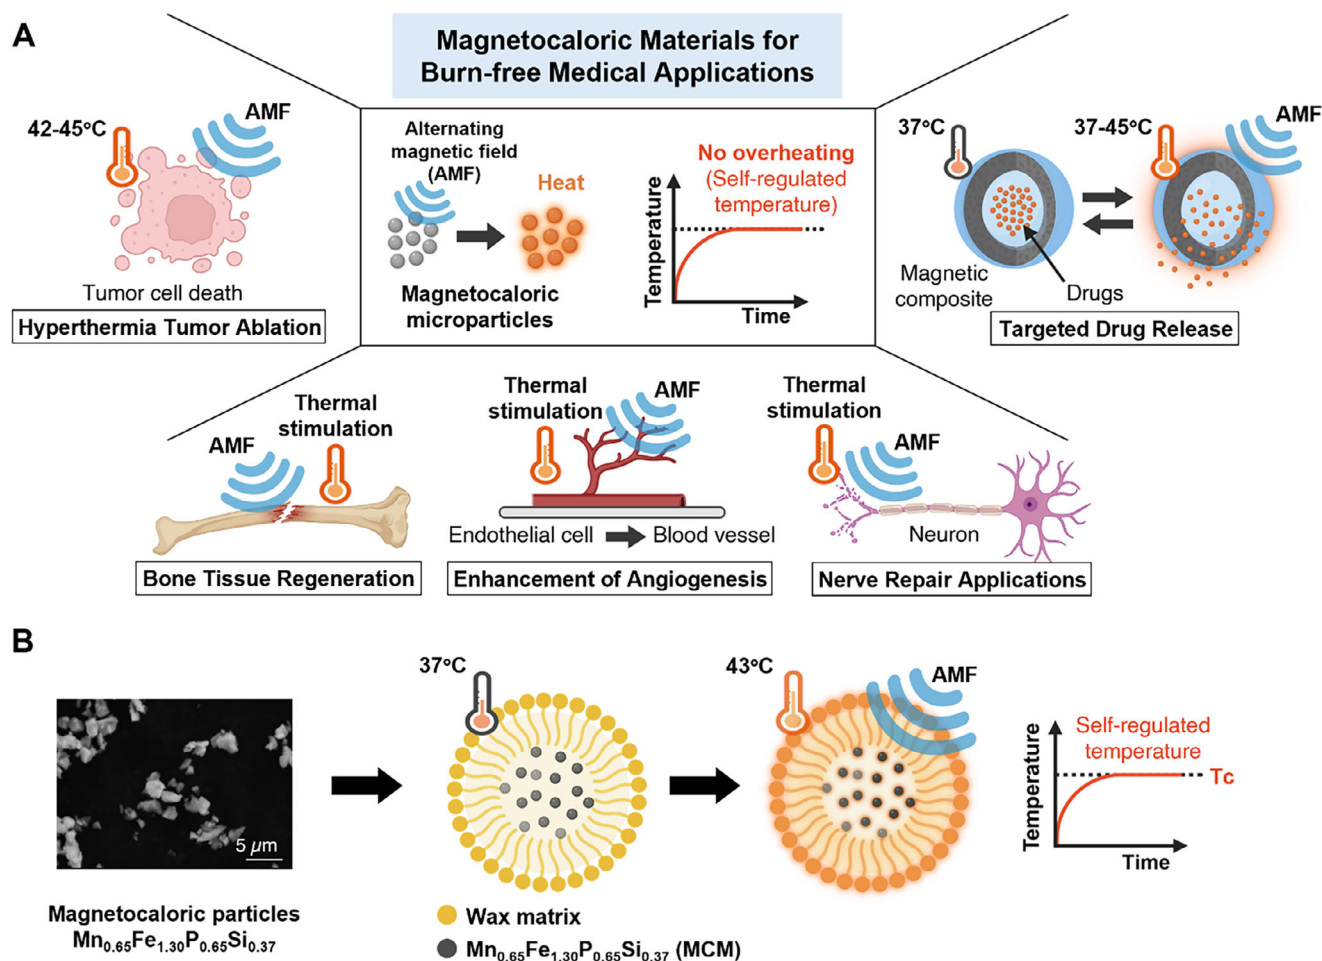 A
Magnetocaloric Materials for
Burn-free Medical Applications
42-45°C
AMF
Tumor cell death
Hyperthermia Tumor Ablation
Alternating
magnetic field
(AMF)
Heat
Magnetocaloric
microparticles
No overheating
(Self-regulated
temperature)
Temperature
Time
37°C
37-45°C
AMF
Magnetic
composite
Drugs
Targeted Drug Release
AMF
Thermal
stimulation
Bone Tissue Regeneration
Thermal
stimulation
AMF
Endothelial cell
Blood vessel
Enhancement of Angiogenesis
Thermal
stimulation
AMF
Neuron
Nerve Repair Applications
B
5 µm
Magnetocaloric particles
Mn0.65Fe1.30P0.65Si0.37
37°C
43°C
AMF
Wax matrix
Mn0.65Fe1.30P0.65Si0.37 (MCM)
Self-regulated
temperature
Tc
Temperature
Time